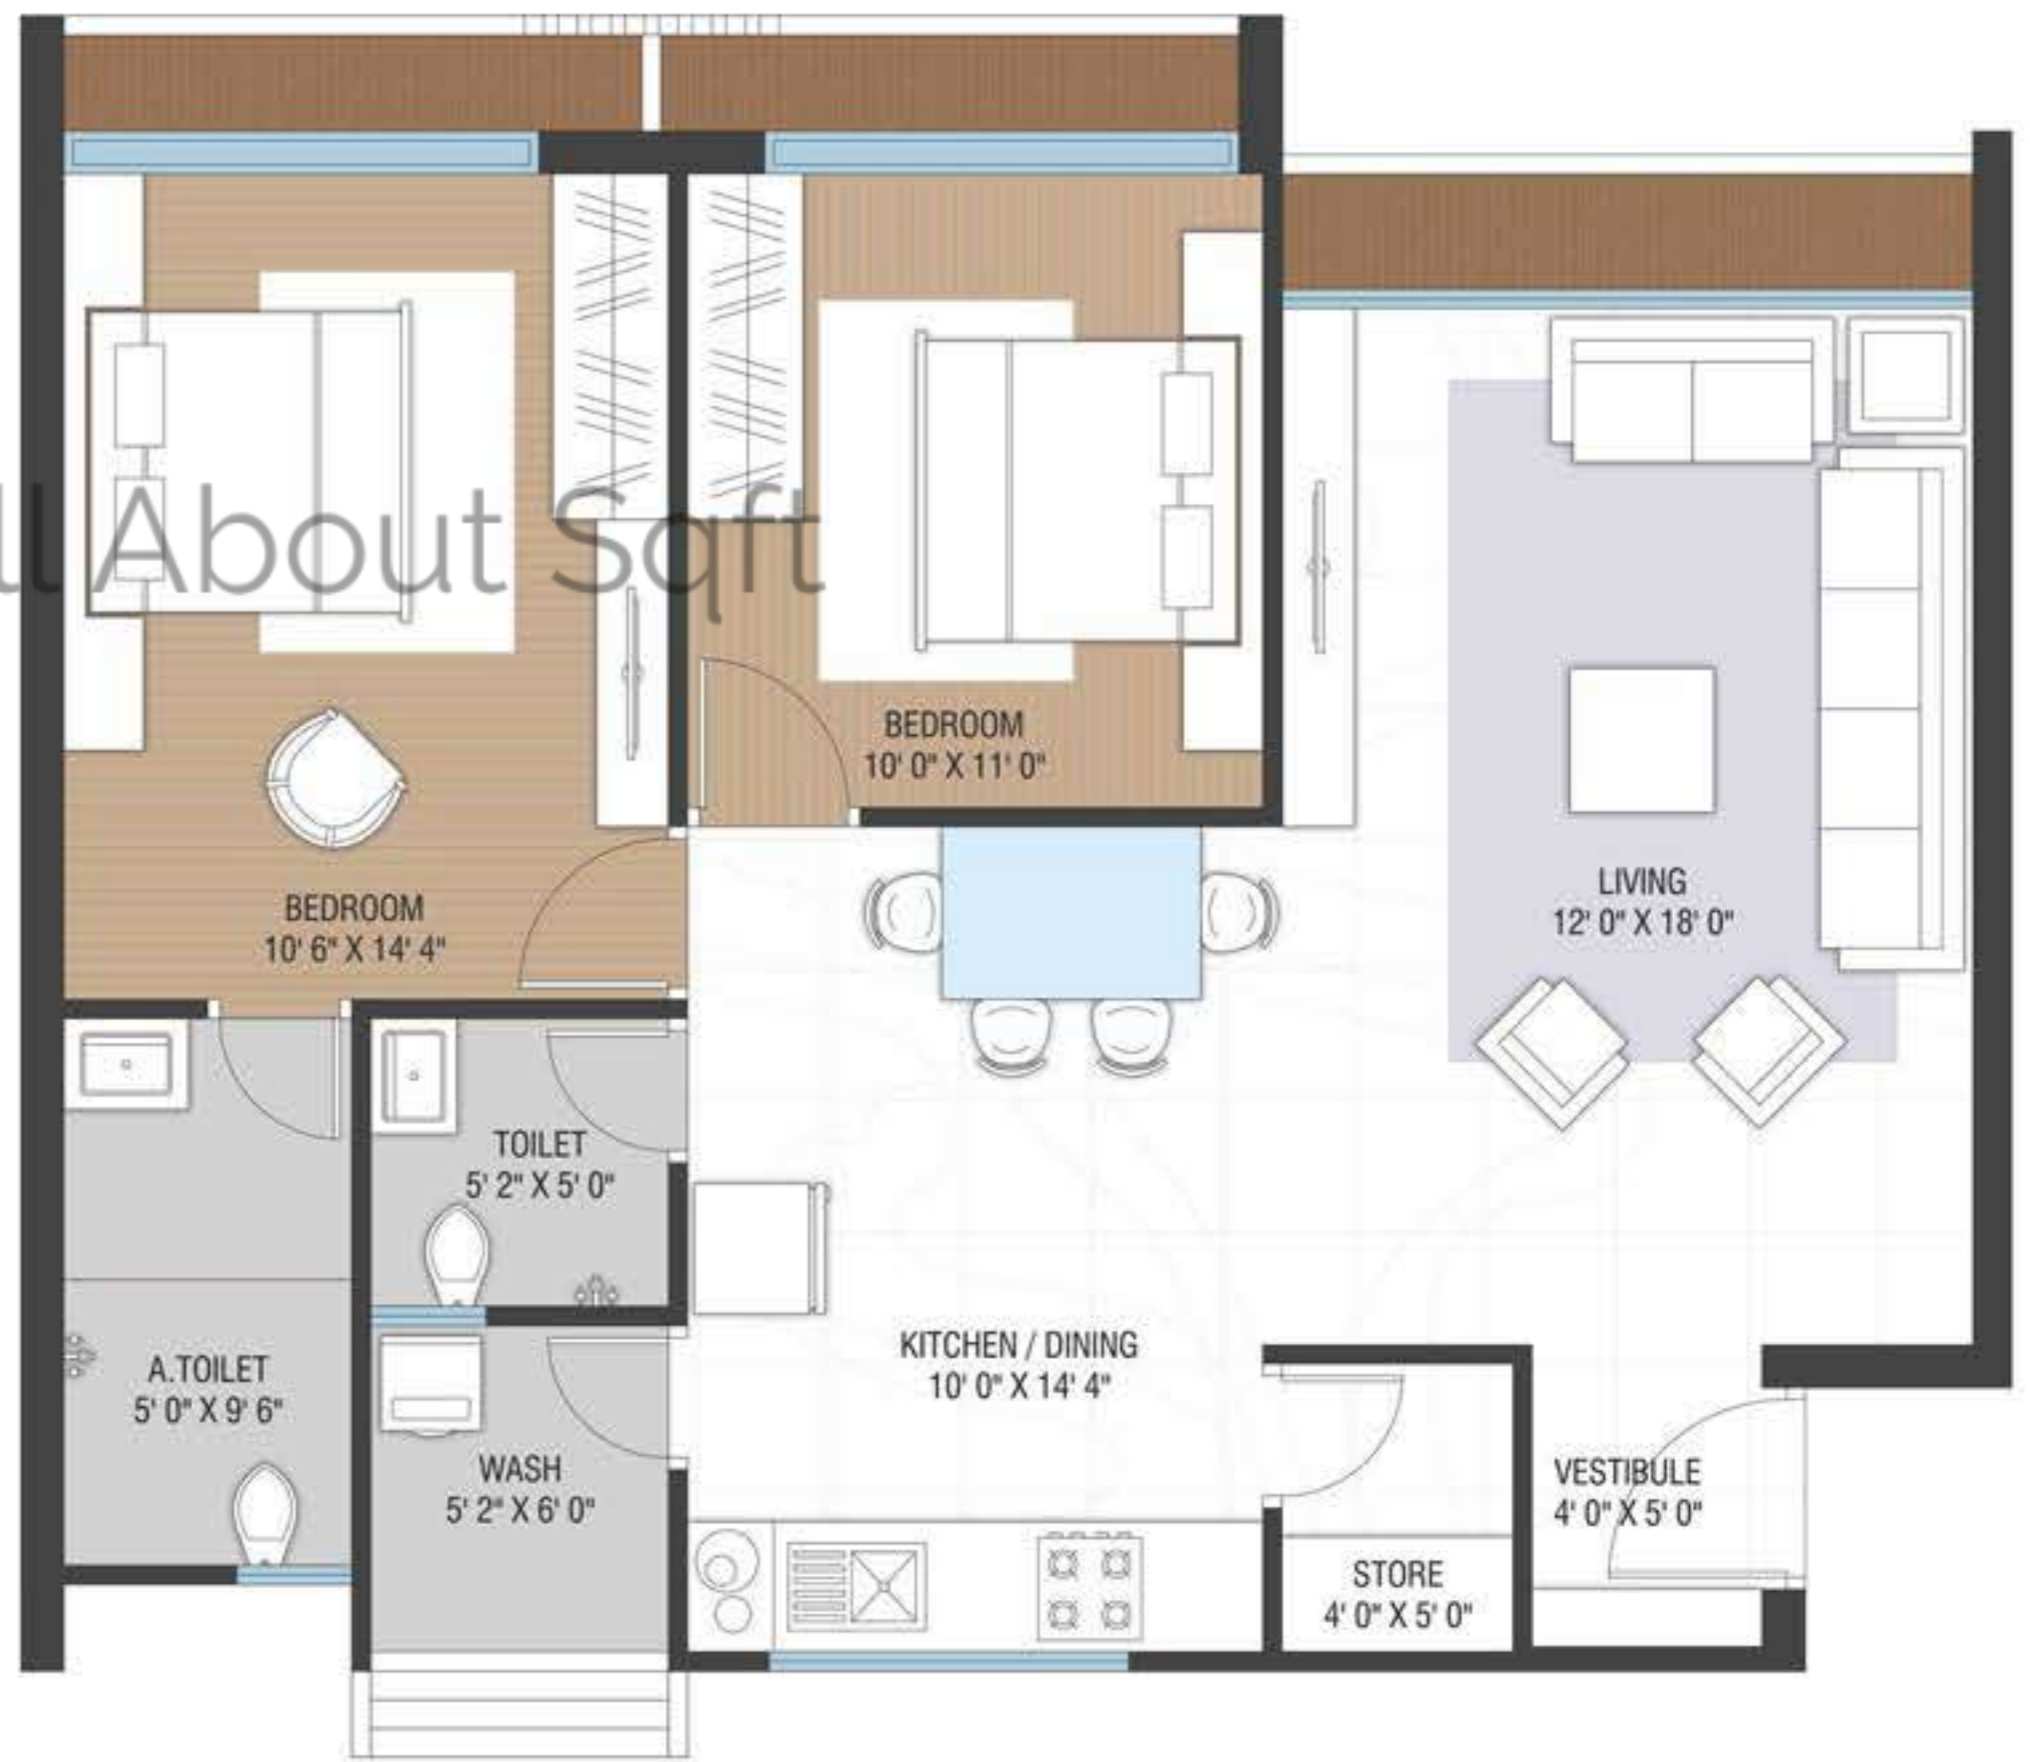 ll About Sqft
BEDROOM
10' 0" X 11' 0"
LIVING
12' 0" X 18' 0"
BEDROOM
10' 6" X 14' 4"
TOILET
5' 2" X 5' 0"
KITCHEN / DINING
10' 0" X 14' 4"
A.TOILET
5' 0" X 9' 6"
WASH
5' 2" X 6' 0"
VESTIBULE
4' 0" X 5' 0"
STORE
4' 0" X 5' 0"